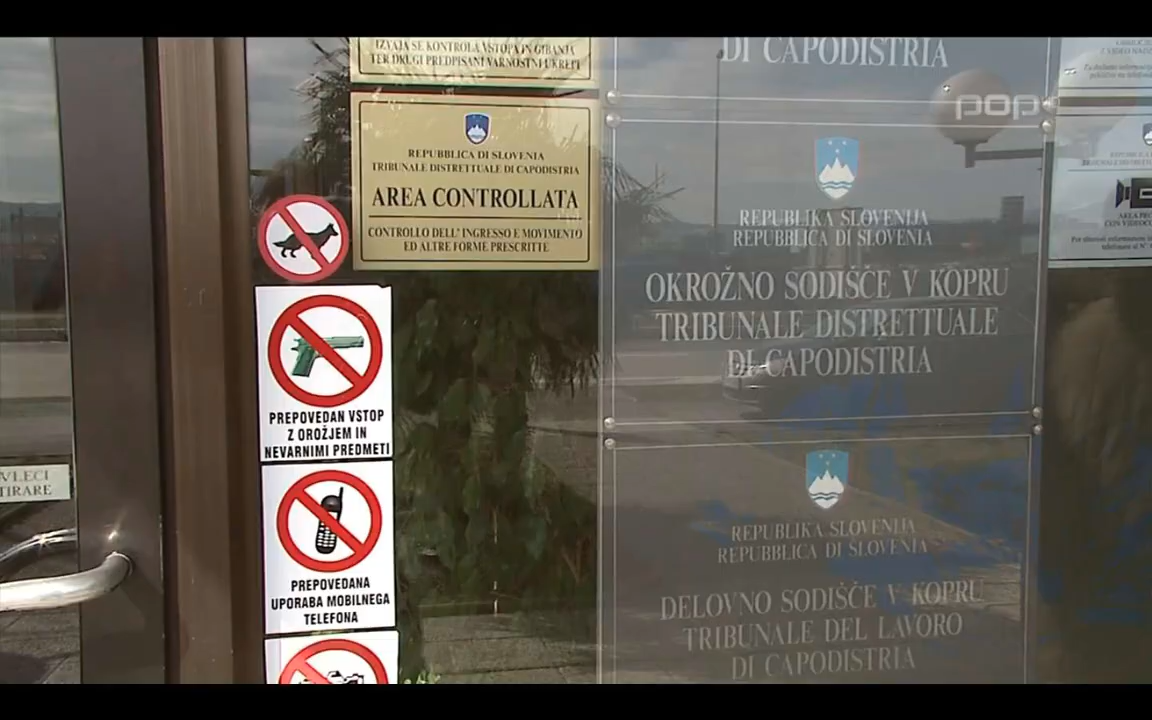 IZVAJA SE KONTROLA VSTOPA IN GIBANJA
TER DRUGI PREDPISANI VARNOSTNI UKREPI
REPUBBLICA DI SLOVENIA
TRIBUNALE DISTRETTUALE DI CAPODISTRIA
AREA CONTROLLATA
CONTROLLO DELL' INGRESSO E MOVIMENTO
ED ALTRE FORME PRESCRITTE
PREPOVEDAN VSTOP
Z OROŽJEM IN
NEVARNIMI PREDMETI
PREPOVEDANA
UPORABA MOBILNEGA
TELEFONA
VLECI
TIRARE
DI CAPODISTRIA
REPUBLIKA SLOVENIJA
REPUBBLICA DI SLOVENIA
OKROŽNO SODIŠČE V KOPRU
TRIBUNALE DISTRETTUALE
DI CAPODISTRIA
REPUBLIKA SLOVENIJA
REPUBBLICA DI SLOVENIA
DELOVNO SODIŠČE V KOPRU
TRIBUNALE DEL LAVORO
DI CAPODISTRIA
pop
AREA
CON